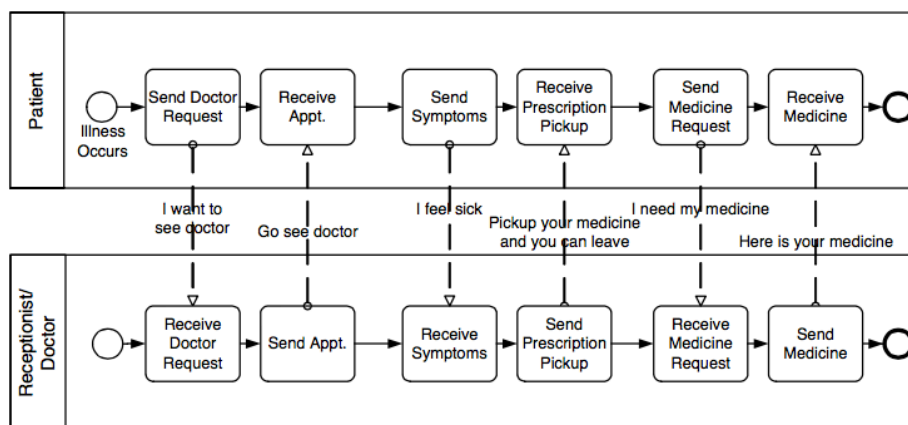 Patient
Send Doctor
Request
Receive
Appt.
Send
Symptoms
Receive
Prescription
Pickup
Send
Medicine
Request
Receive
Medicine
Illness
Occurs
I want to
see doctor
Go see doctor
I feel sick
Pickup your medicine
and you can leave
I need my medicine
Here is your medicine
Receptionist/
Doctor
Receive
Doctor
Request
Send Appt.
Receive
Symptoms
Send
Prescription
Pickup
Receive
Medicine
Request
Send
Medicine